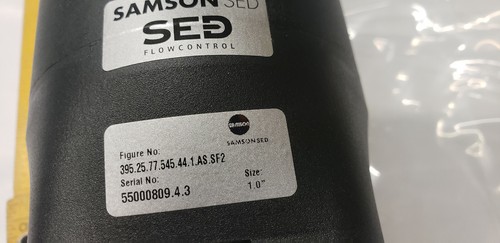 SAMSON SED
SED
FLOWCONTROL
SAMSON
SAMSON SED
Figure No:
395.25.77.545.44.1.AS.SF2
Serial No:
Size:
55000809.4.3
1.0"